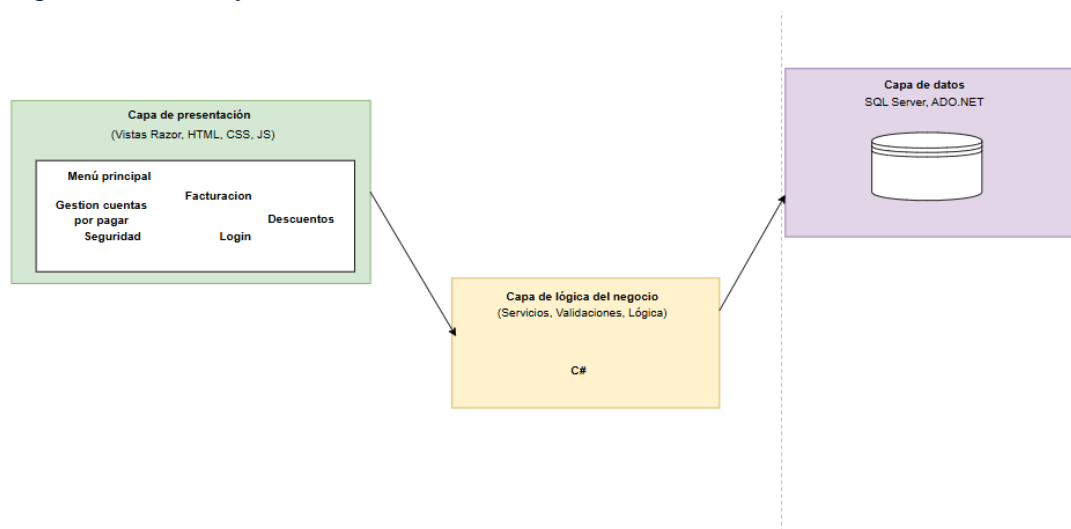 Capa de presentación
(Vistas Razor, HTML, CSS, JS)
Menú principal
Gestion cuentas
por pagar
Seguridad
Facturacion
Login
Descuentos
Capa de lógica del negocio
(Servicios, Validaciones, Lógica)
C#
Capa de datos
SQL Server, ADO.NET